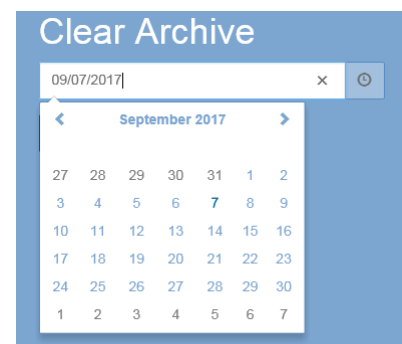 Clear Archive
09/07/2017
September 2017
27 28 29 30 31 1 2
3 4 5 6 7 8 9
10 11 12 13 14 15 16
17 18 19 20 21 22 23
24 25 26 27 28 29 30
1 2 3 4 5 6 7